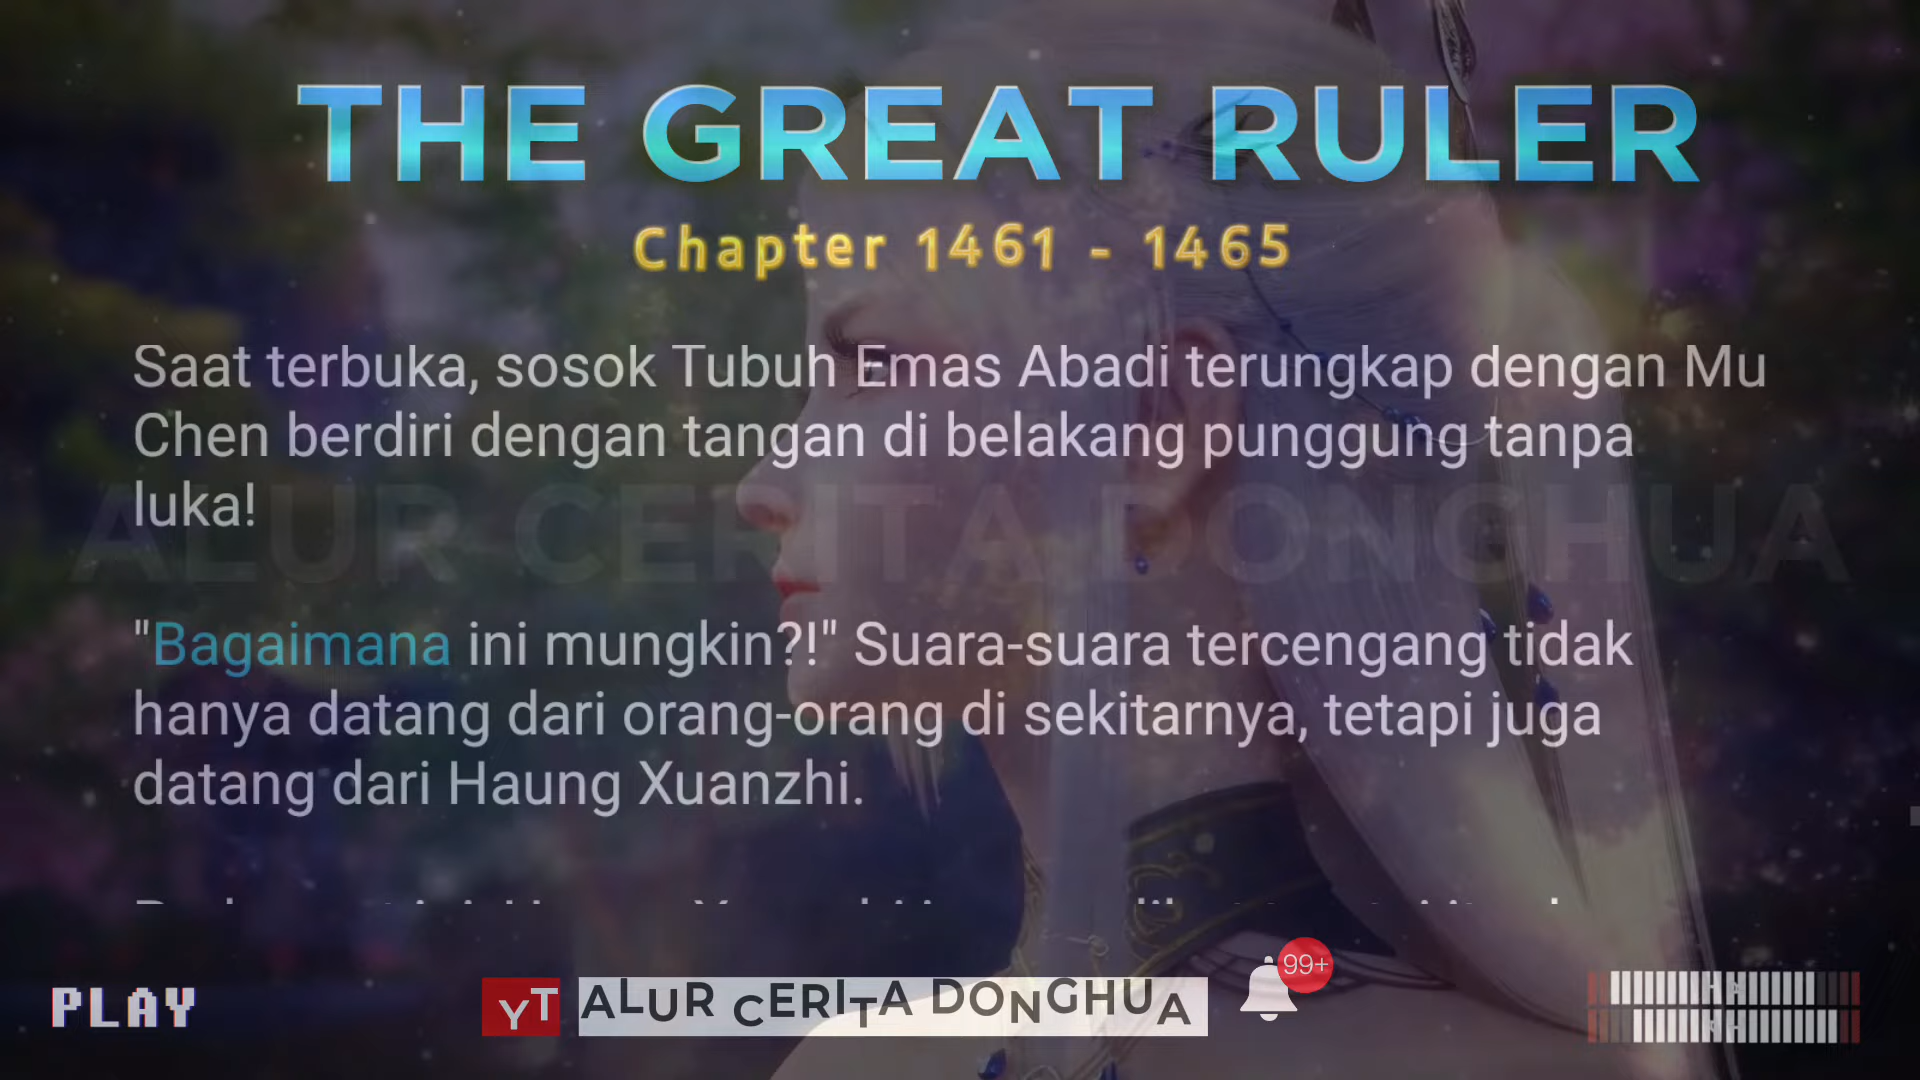 THE GREAT RULER
Chapter 1461 - 1465
Saat terbuka, sosok Tubuh Emas Abadi terungkap dengan Mu
Chen berdiri dengan tangan di belakang punggung tanpa
luka!
ALUR CERITA DONGHUA
"Bagaimana ini mungkin?!" Suara-suara tercengang tidak
hanya datang dari orang-orang di sekitarnya, tetapi juga
datang dari Haung Xuanzhi.
PLAY
YT ALUR CERITA DONGHUA
99+